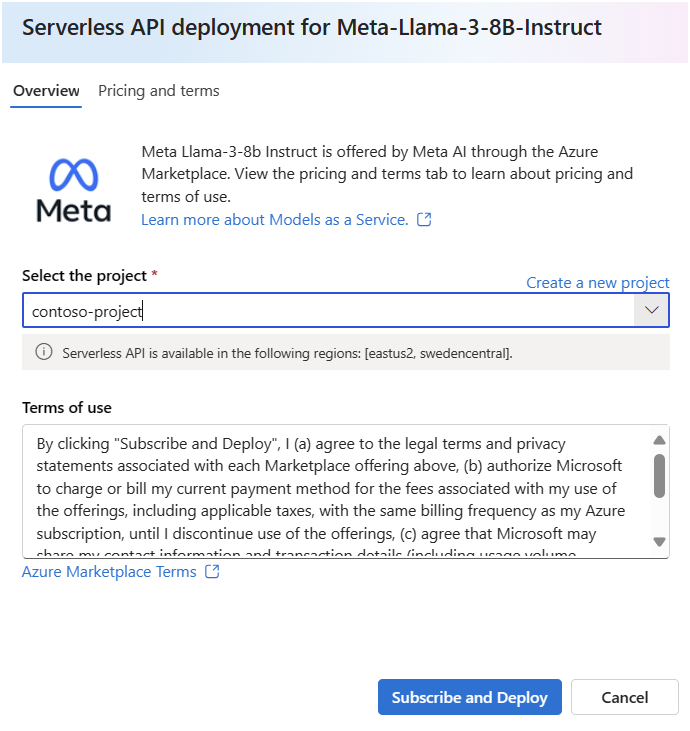 Serverless API deployment for Meta-Llama-3-8B-Instruct
Overview
Pricing and terms
Meta
Meta Llama-3-8b Instruct is offered by Meta AI through the Azure
Marketplace. View the pricing and terms tab to learn about pricing and
terms of use.
Learn more about Models as a Service.
Select the project *
Create a new project
contoso-project
Serverless API is available in the following regions: [eastus2, swedencentral].
Terms of use
By clicking "Subscribe and Deploy", I (a) agree to the legal terms and privacy
statements associated with each Marketplace offering above, (b) authorize Microsoft
to charge or bill my current payment method for the fees associated with my use of
the offerings, including applicable taxes, with the same billing frequency as my Azure
subscription, until I discontinue use of the offerings, (c) agree that Microsoft may
share my contact information and transaction details (including usage volume
Azure Marketplace Terms
Subscribe and Deploy
Cancel